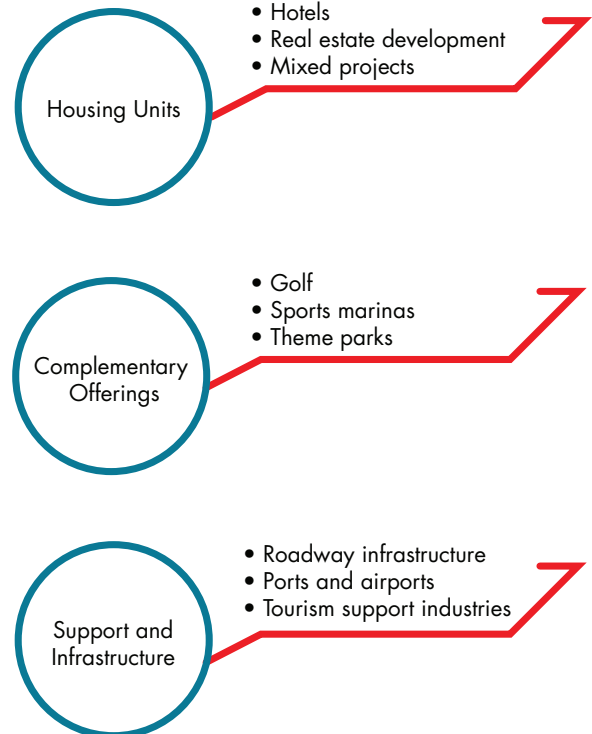 • Hotels
• Real estate development
• Mixed projects
Housing Units
• Golf
• Sports marinas
• Theme parks
Complementary
Offerings
• Roadway infrastructure
• Ports and airports
• Tourism support industries
Support and
Infrastructure